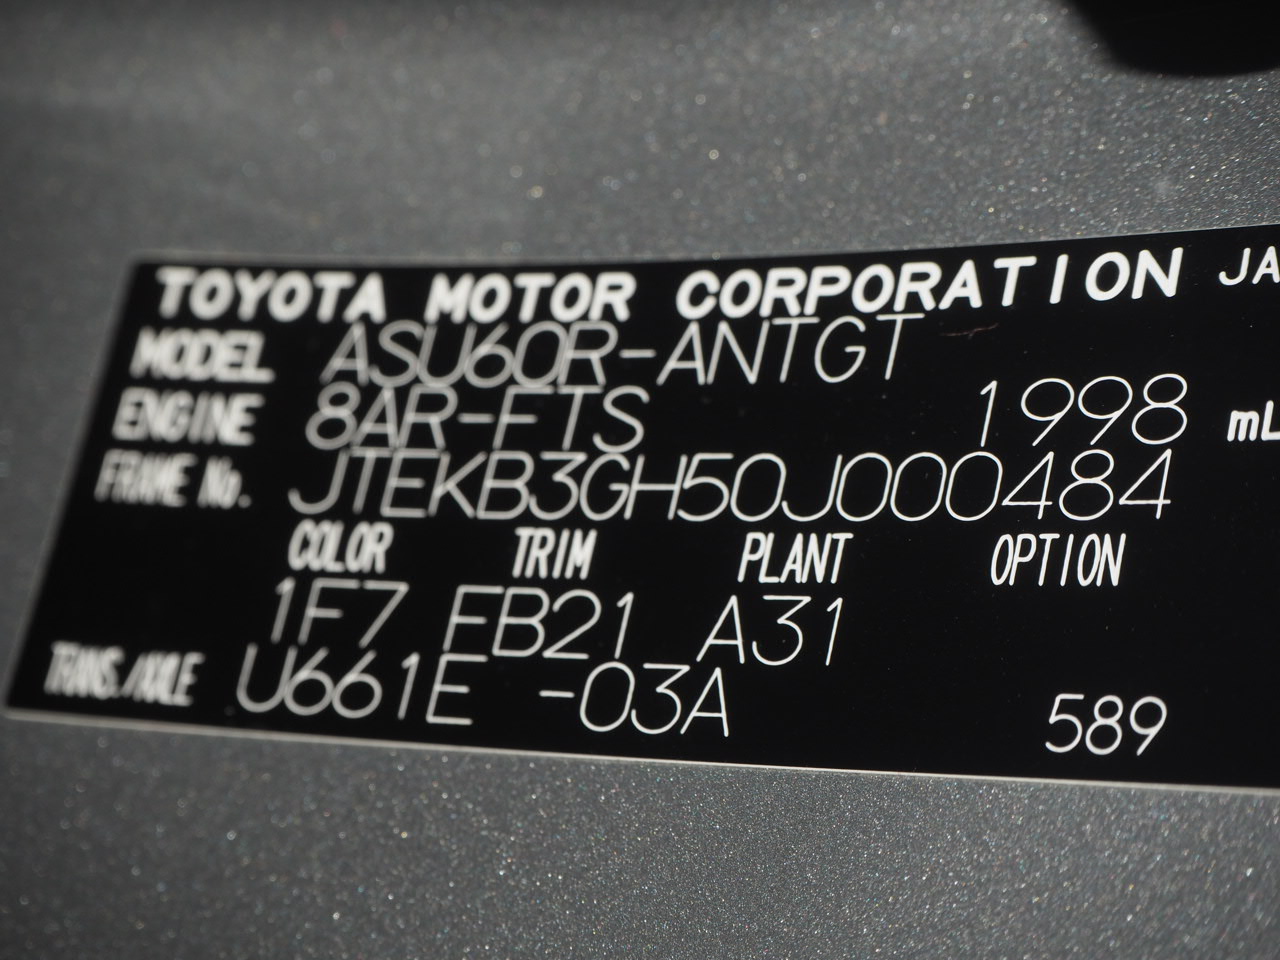 TOYOTA MOTOR CORPORATION JA
MODEL ASU60R-ANTGT
ENGINE 8AR-FTS 1998 mL
FRAME No. JTEKB3GH50J000484
COLOR TRIM PLANT OPTION
1F7 EB21 A31
TRANS./AXLE U661E -03A 589